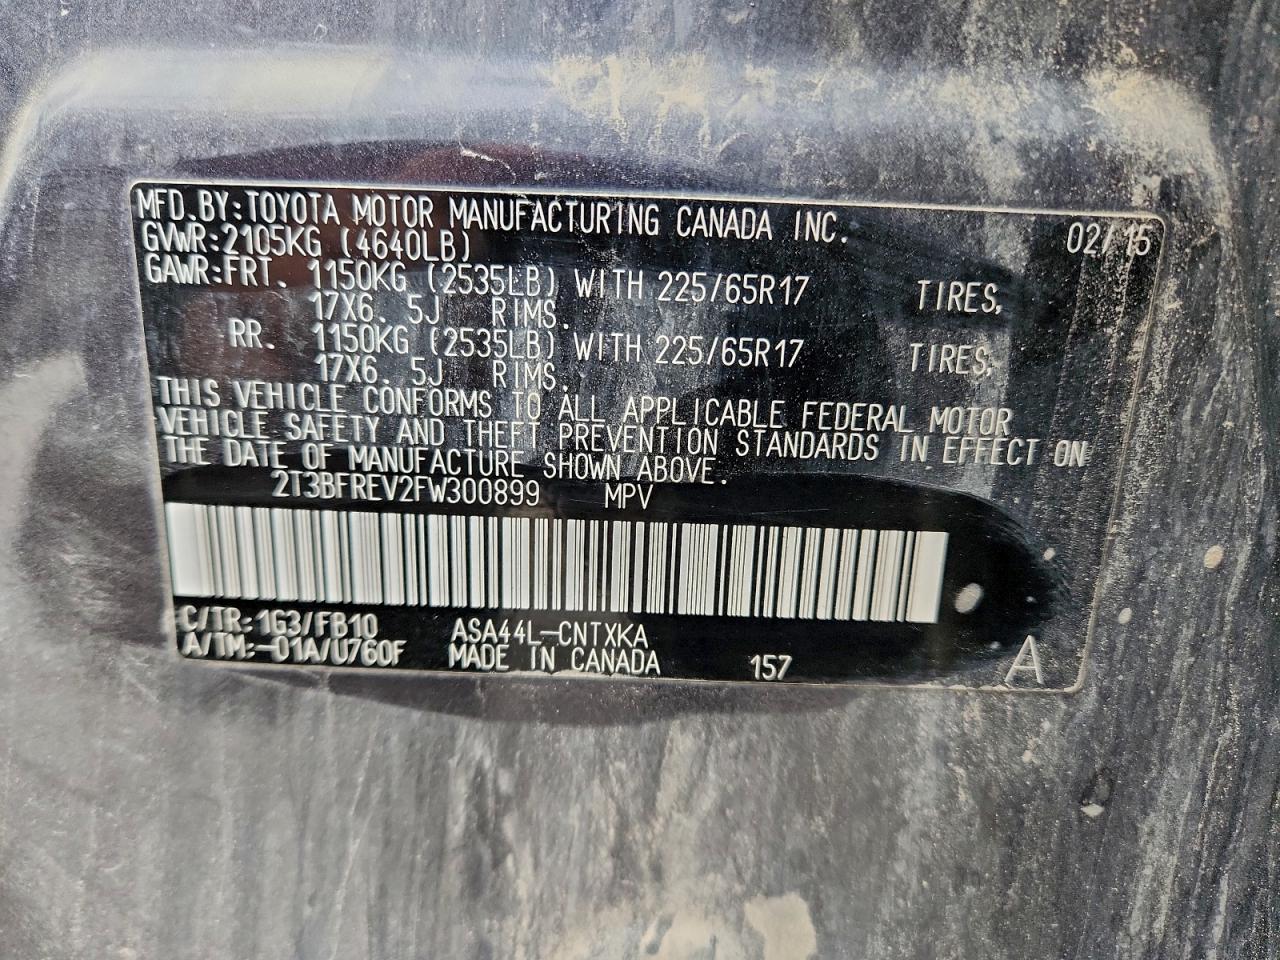 MFD.BY:TOYOTA MOTOR MANUFACTURING CANADA INC. 02/15
GVWR:2105KG (4640LB)
GAWR:FRT. 1150KG (2535LB) WITH 225/65R17 TIRES,
17X6. 5J RIMS.
RR. 1150KG (2535LB) WITH 225/65R17 TIRES,
17X6. 5J RIMS.
THIS VEHICLE CONFORMS TO ALL APPLICABLE FEDERAL MOTOR
VEHICLE SAFETY AND THEFT PREVENTION STANDARDS IN EFFECT ON
THE DATE OF MANUFACTURE SHOWN ABOVE.
2T3BFREV2FW300899 MPV
C/TR:1G3/FB10 ASA44L-CNTXKA
A/TM:-01A/U760F MADE IN CANADA 157 A